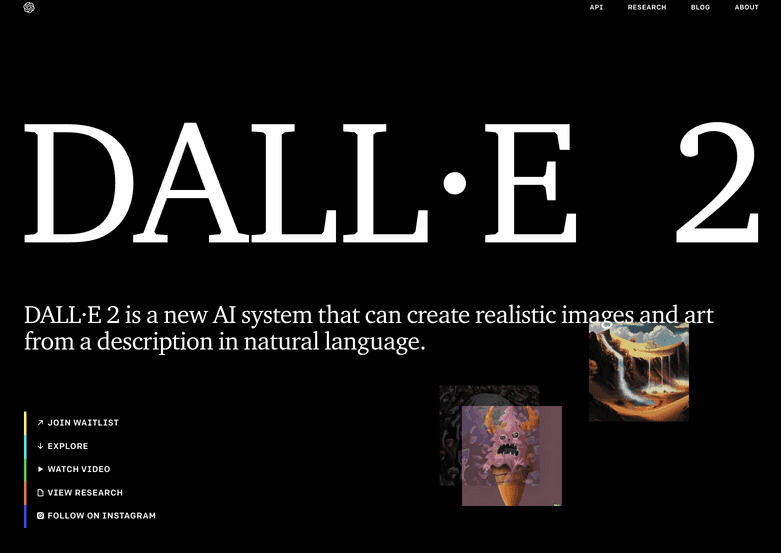 API RESEARCH BLOG ABOUT
DALL·E 2
DALL·E 2 is a new AI system that can create realistic images and art
from a description in natural language.
JOIN WAITLIST
EXPLORE
WATCH VIDEO
VIEW RESEARCH
FOLLOW ON INSTAGRAM